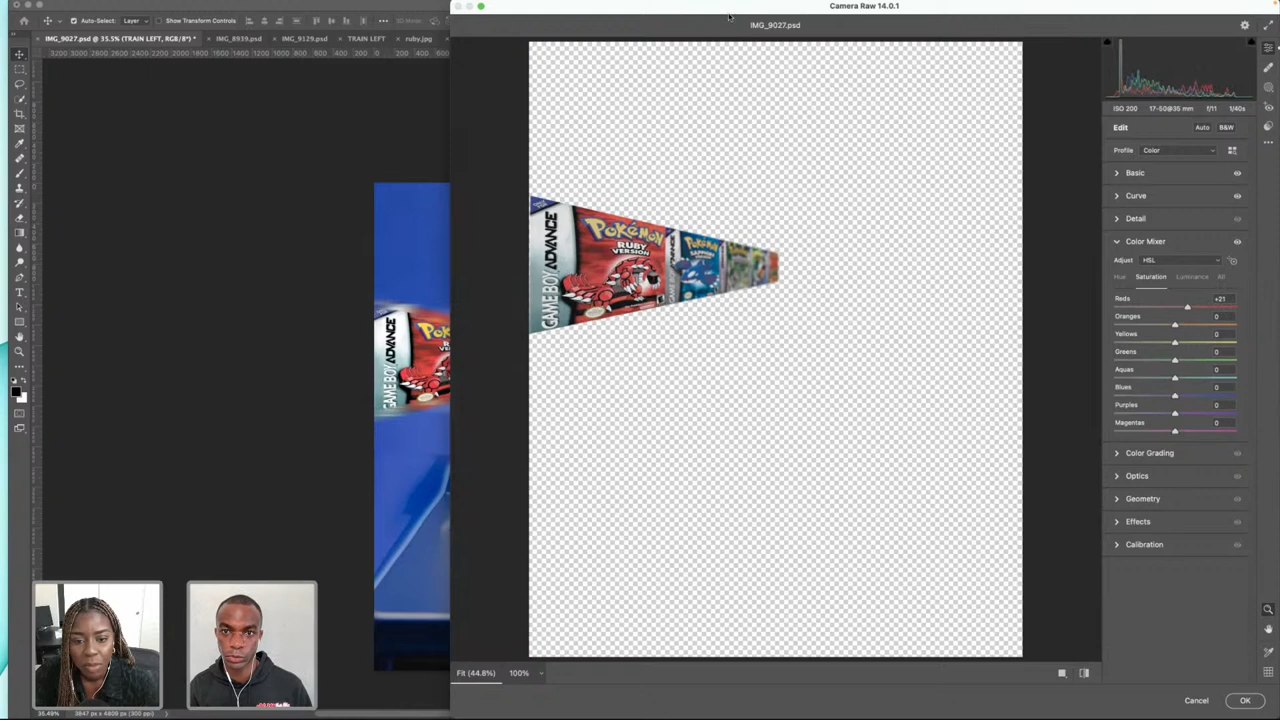 Auto-Select: Layer Show Transform Controls 3D Mode:
IMG_9027.psd @ 35.5% (TRAIN LEFT, RGB/8*) * IMG_8939.psd IMG_9129.psd TRAIN LEFT ruby.jpg
3200 3000 2800 2600 2400 2200 2000 1800 1600 1400 1200 1000 800 600 400 200 0 200 400 600
Camera Raw 14.0.1
IMG_9027.psd
ISO 200 17-50@35 mm f/11 1/40s
Edit Auto B&W
Profile Color
Basic
Curve
Detail
Color Mixer
Adjust HSL
Hue Saturation Luminance All
Reds +21
Oranges 0
Yellows 0
Greens 0
Aquas 0
Blues 0
Purples 0
Magentas 0
Color Grading
Optics
Geometry
Effects
Calibration
GAME BOY ADVANCE
POKéMON
RUBY
VERSION
POKéMON
SAPPHIRE
GAME BOY ADVANCE
Fit (44.8%) 100%
Cancel OK
35.48% 3847 px x 4809 px (300 ppi)